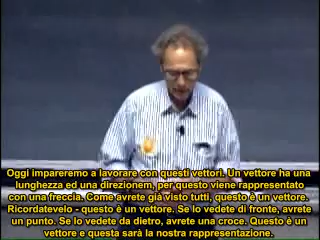 Oggi impareremo a lavorare con questi vettori. Un vettore ha una
lunghezza ed una direzionem, per questo viene rappresentato
con una freccia. Come avrete già visto tutti, questo è un vettore.
Ricordatevelo - questo è un vettore. Se lo vedete di fronte, avrete
un punto. Se lo vedete da dietro, avrete una croce. Questo è un
vettore e questa sarà la nostra rappresentazione.